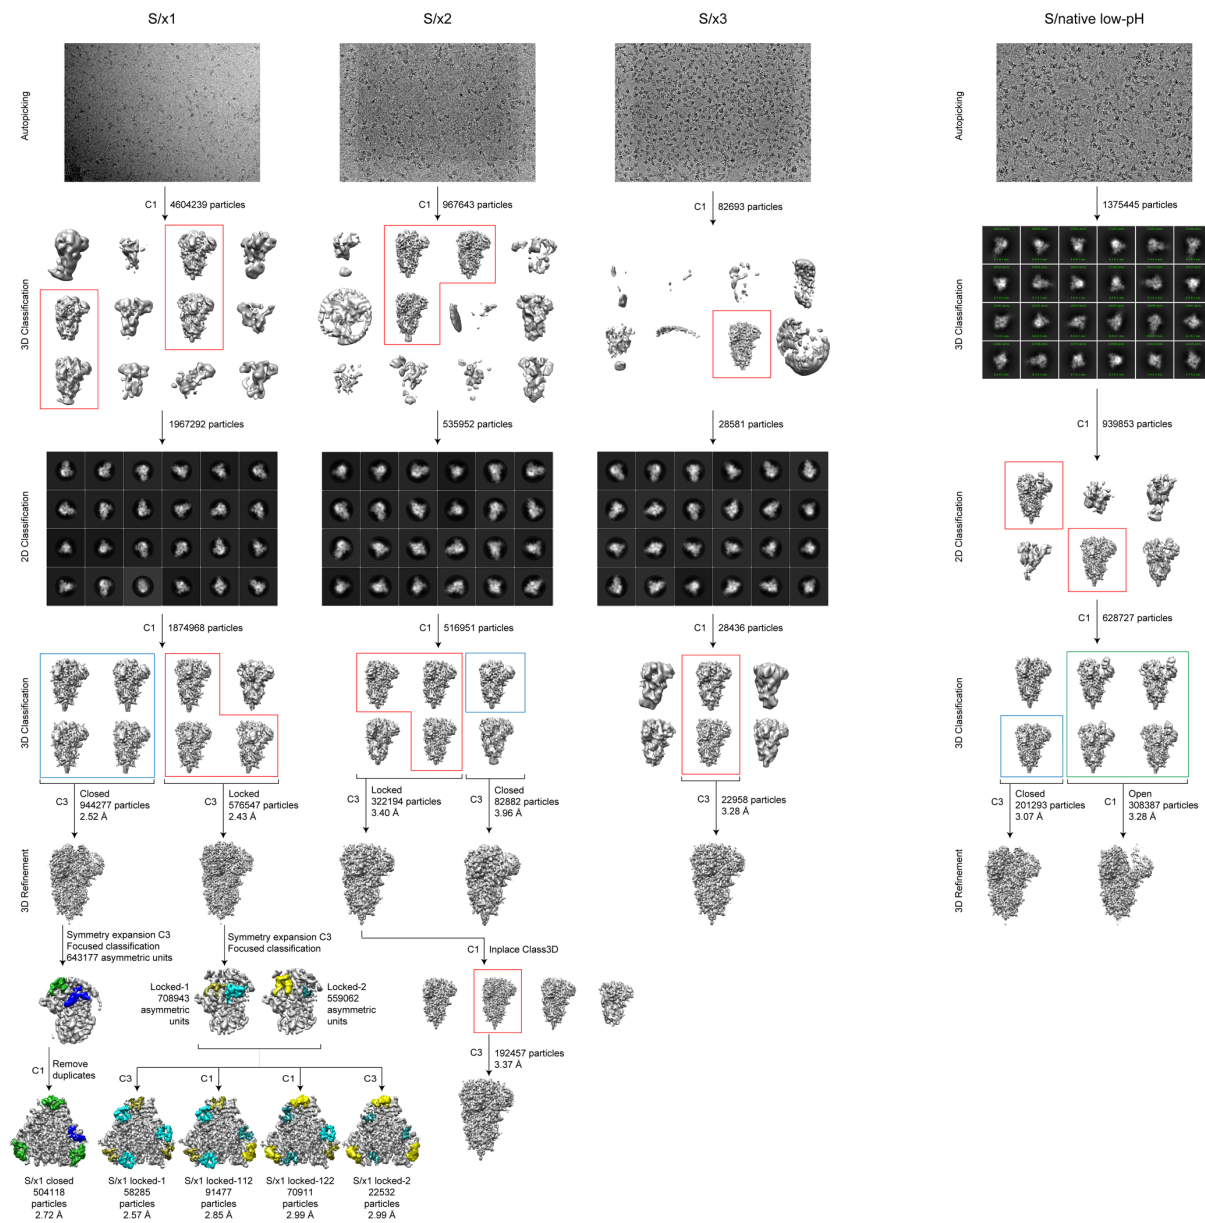 S/x1
S/x2
S/x3
S/native low-pH
Autopicking
Autopicking
C1
4604239 particles
C1
967643 particles
C1
82693 particles
1375445 particles
3D Classification
3D Classification
1967292 particles
535952 particles
28581 particles
C1
939853 particles
2D Classification
2D Classification
C1
1874968 particles
C1
516951 particles
C1
28436 particles
C1
628727 particles
3D Classification
3D Classification
C3
Closed
944277 particles
2.52 Å
C3
Locked
576547 particles
2.43 Å
C3
Locked
322194 particles
3.40 Å
C3
Closed
82882 particles
3.96 Å
C3
22958 particles
3.28 Å
C3
Closed
201293 particles
3.07 Å
C1
Open
308387 particles
3.28 Å
3D Refinement
3D Refinement
Symmetry expansion C3
Focused classification
643177 asymmetric units
Symmetry expansion C3
Focused classification
C1
Inplace Class3D
Locked-1
708943
asymmetric
units
Locked-2
559062
asymmetric
units
C1
Remove
duplicates
C3
C1
C1
C3
C3
192457 particles
3.37 Å
S/x1 closed
504118
particles
2.72 Å
S/x1 locked-1
58285
particles
2.57 Å
S/x1 locked-112
91477
particles
2.85 Å
S/x1 locked-122
70911
particles
2.99 Å
S/x1 locked-2
22532
particles
2.99 Å